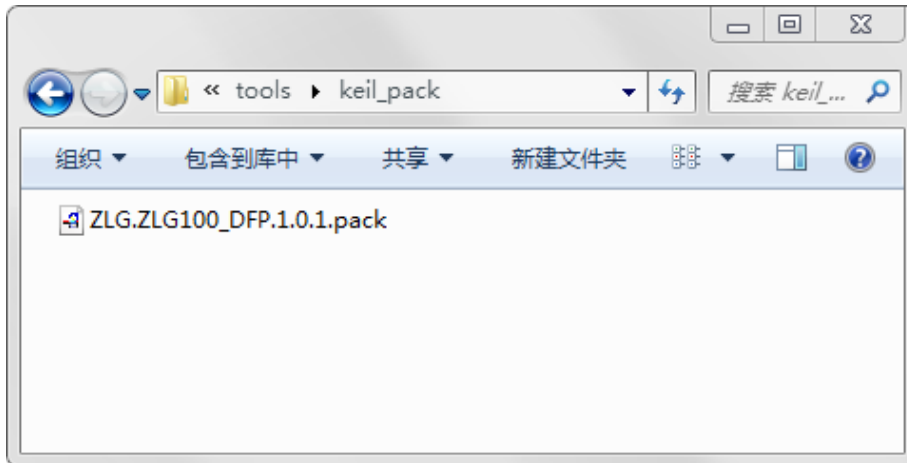 « tools keil_pack
搜索 keil_...
组织 包含到库中 共享 新建文件夹
ZLG.ZLG100_DFP.1.0.1.pack